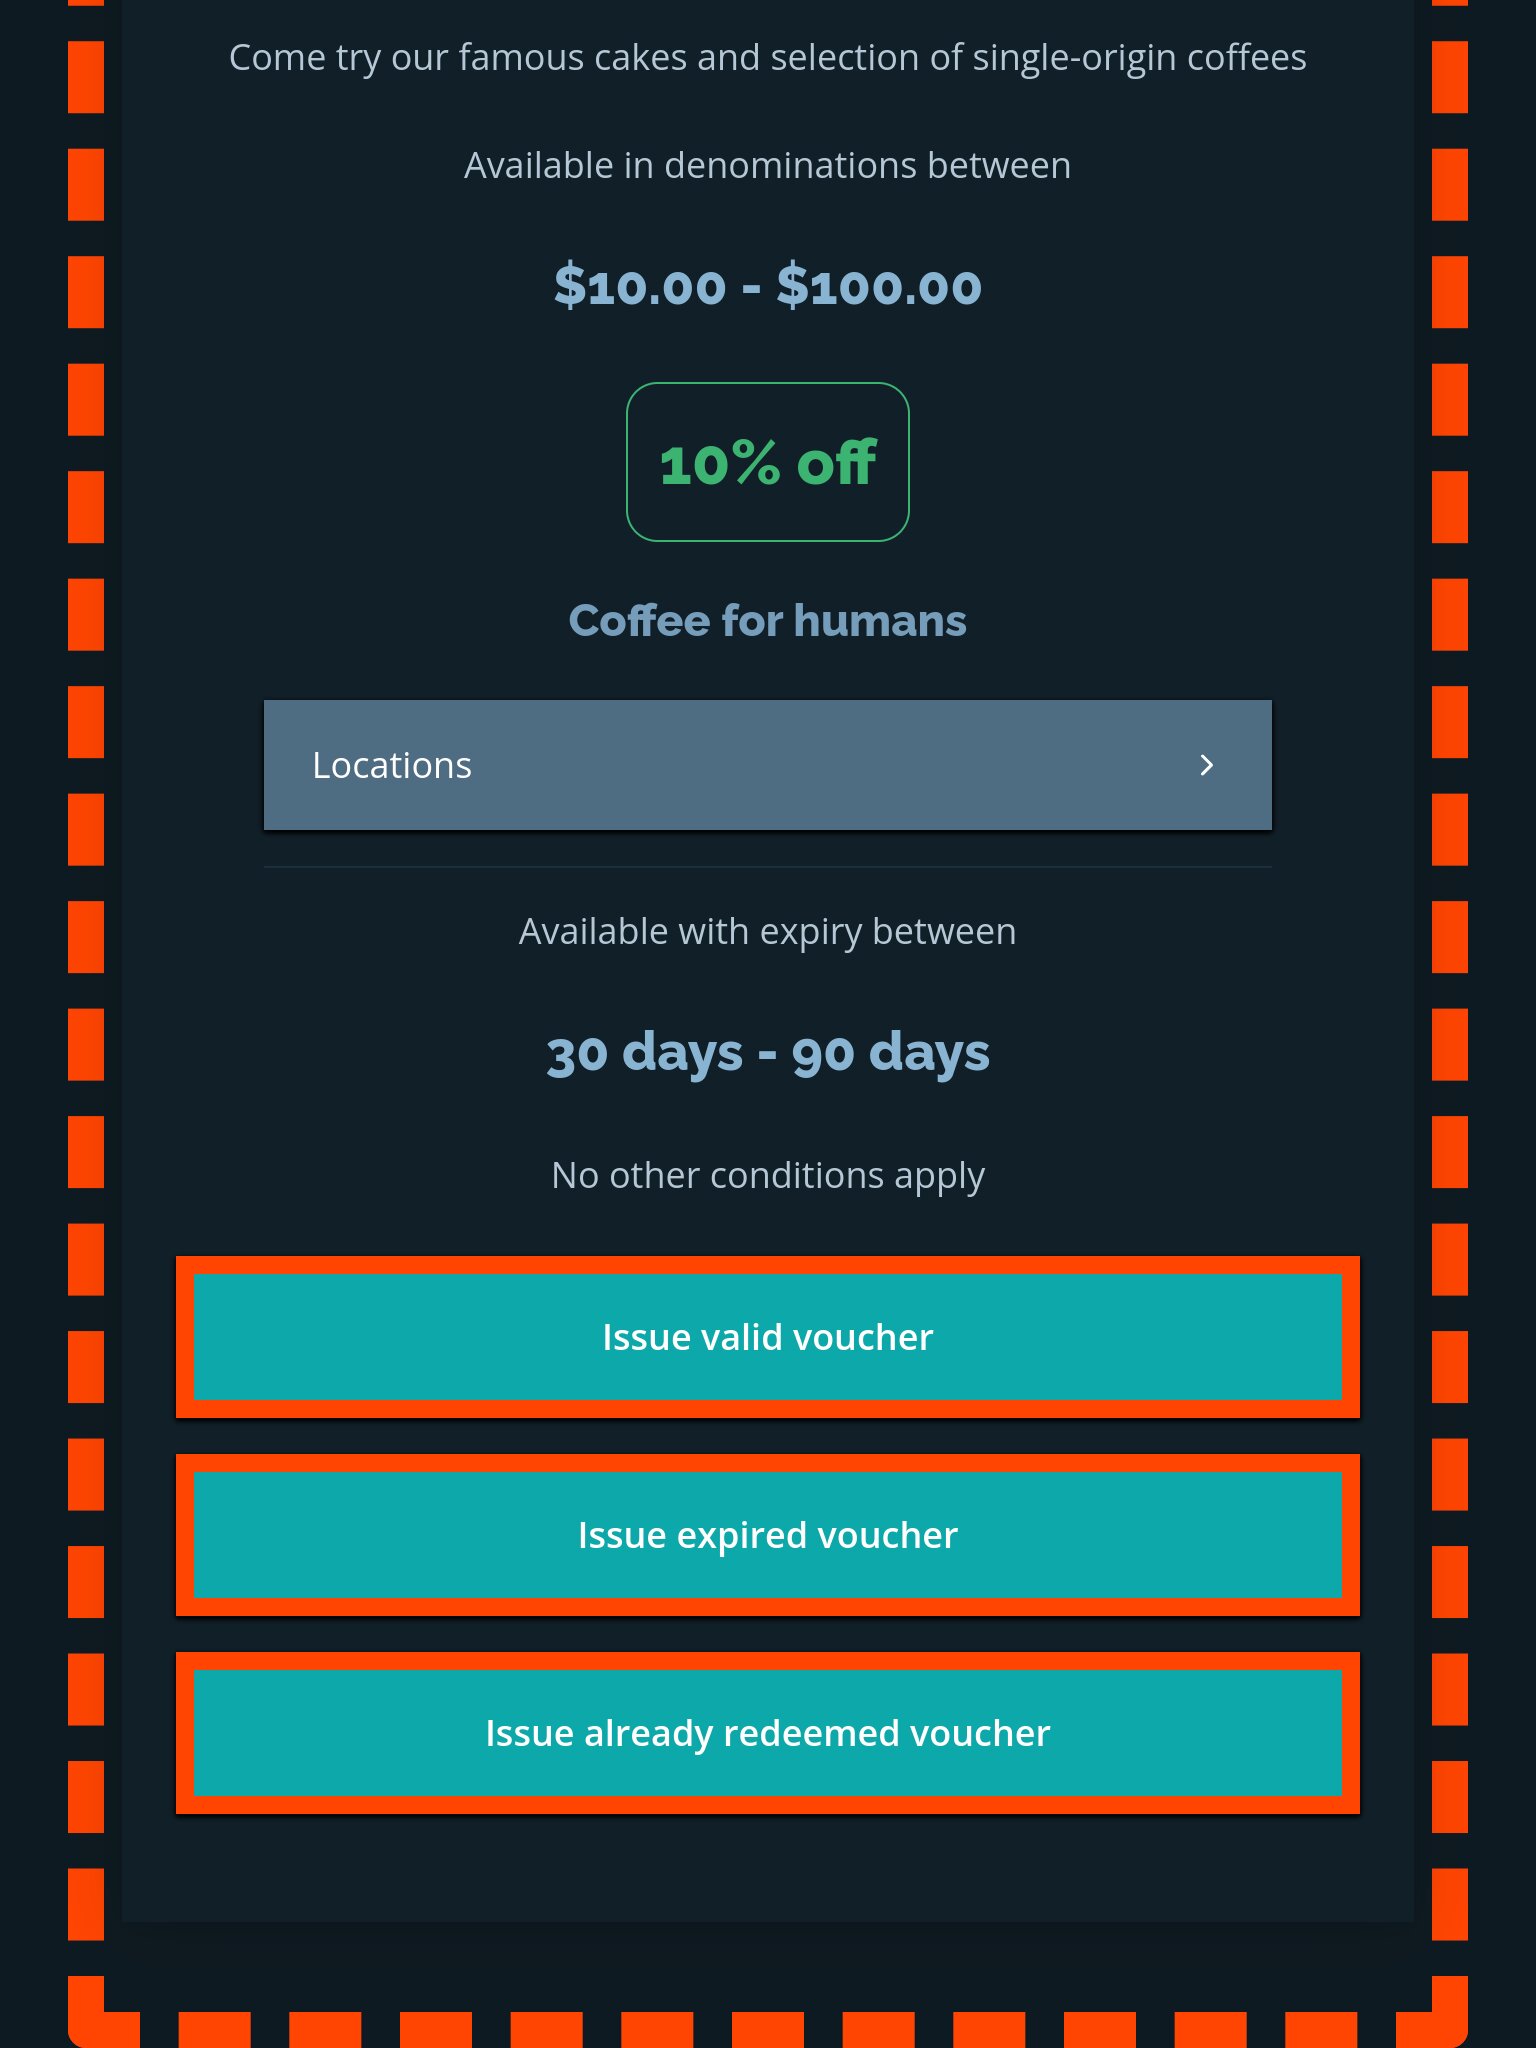 Come try our famous cakes and selection of single-origin coffees
Available in denominations between
$10.00 - $100.00
10% off
Coffee for humans
Locations
Available with expiry between
30 days - 90 days
No other conditions apply
Issue valid voucher
Issue expired voucher
Issue already redeemed voucher